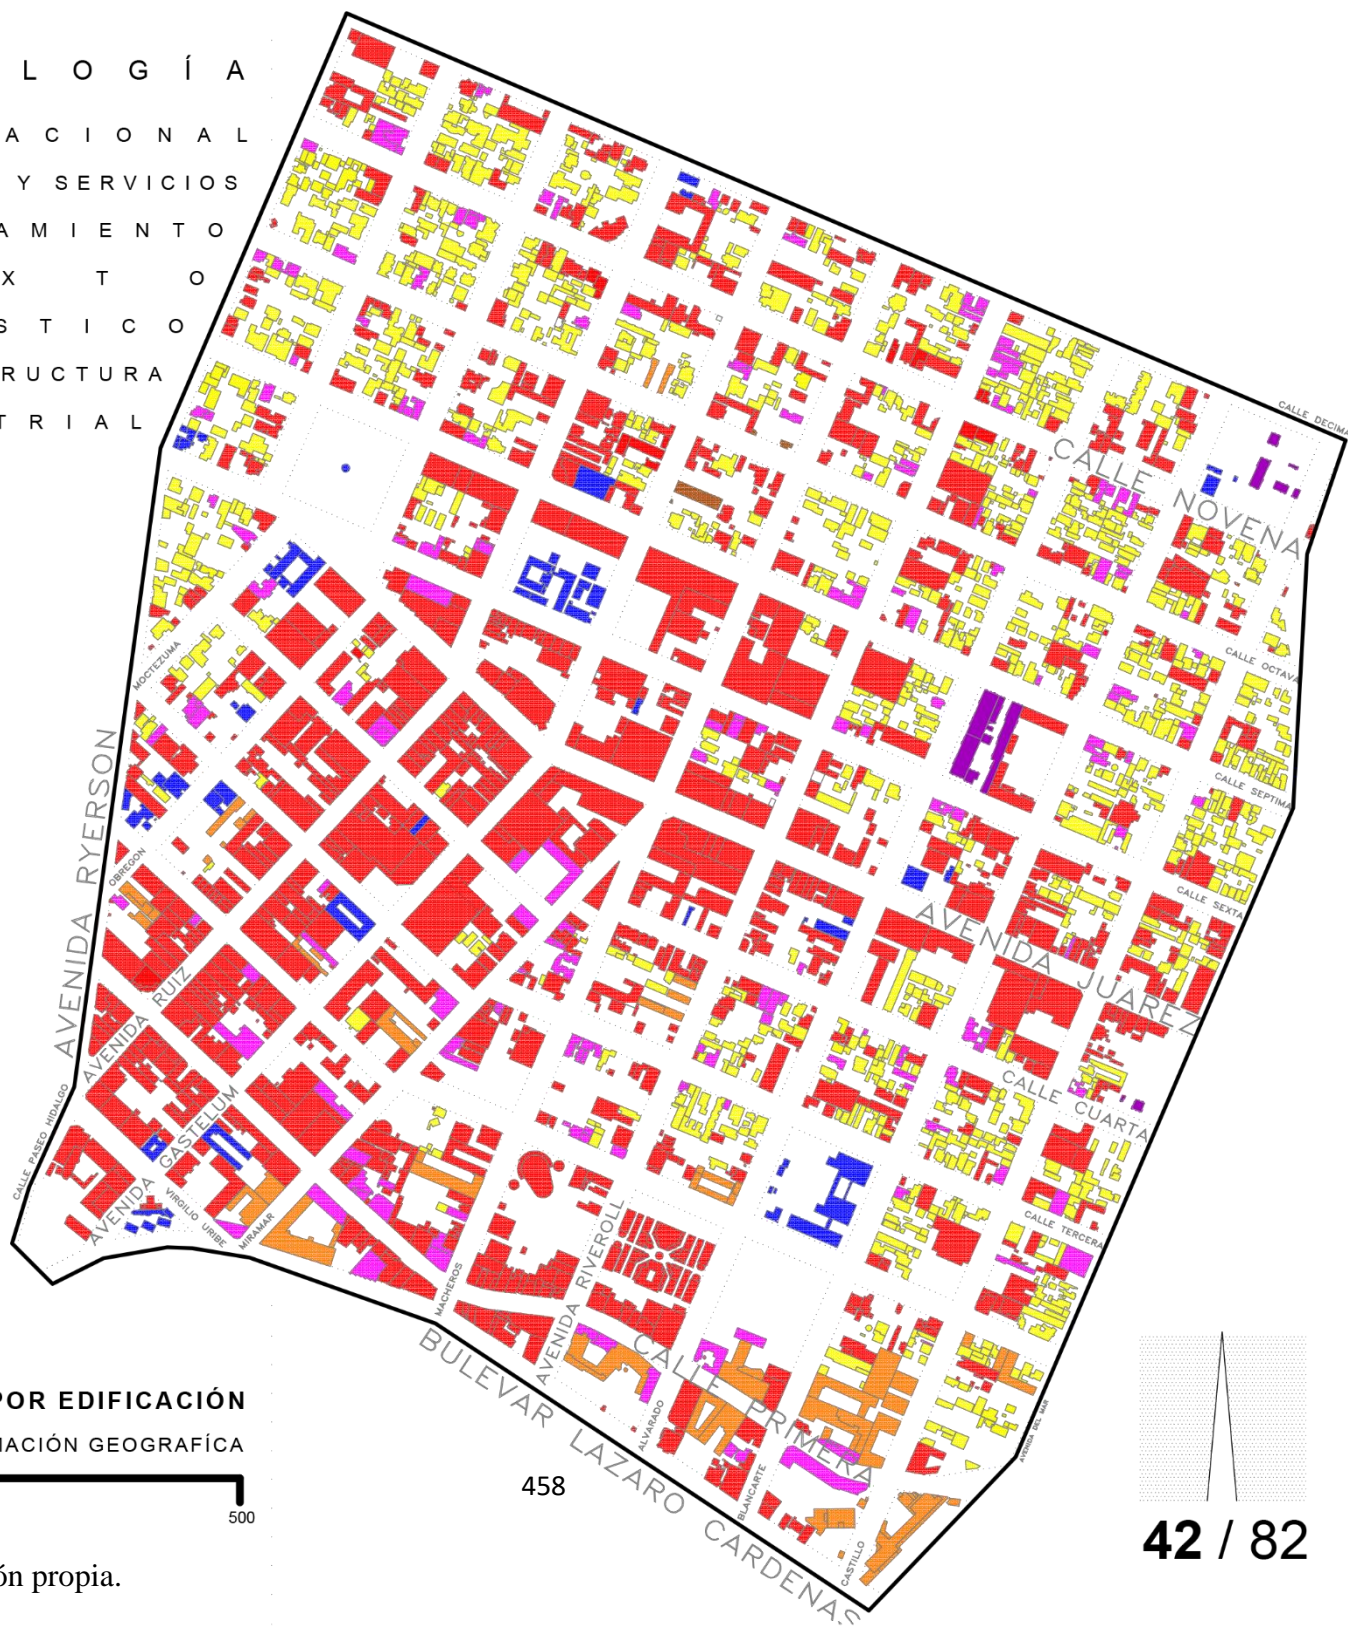 L O G Í A
A C I O N A L
Y SERVICIOS
A M I E N T O
X T O
S T I C O
RUCTURA
T R I A L
CALLE DECIMA
CALLE NOVENA
CALLE OCTAVA
CALLE SEPTIMA
CALLE SEXTA
AVENIDA JUAREZ
CALLE CUARTA
CALLE TERCERA
MOCTEZUMA
AVENIDA RYERSON
OBREGON
AVENIDA RUIZ
CALLE PASEO HIDALGO
AVENIDA GASTELUM
VIRGILIO URIBE
MIRAMAR
MACHEROS
AVENIDA RIVEROLL
CALLE PRIMERA
ALVARADO
BLANCARTE
CASTILLO
AVENIDA DEL MAR
BULEVAR LAZARO CARDENAS
POR EDIFICACIÓN
MACIÓN GEOGRAFÍCA
500
458
42 / 82
ón propia.